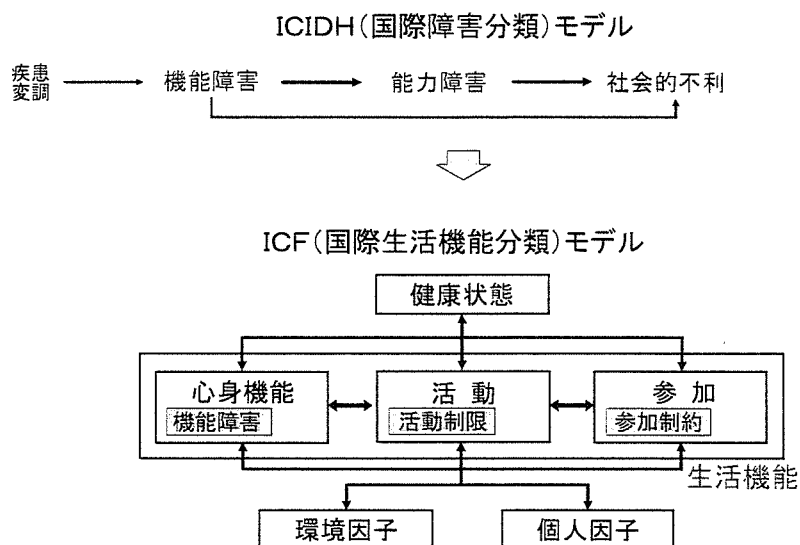 ICIDH(国際障害分類)モデル
疾患
変調
機能障害
能力障害
社会的不利
ICF(国際生活機能分類)モデル
健康状態
心身機能
機能障害
活 動
活動制限
参 加
参加制約
生活機能
環境因子
個人因子